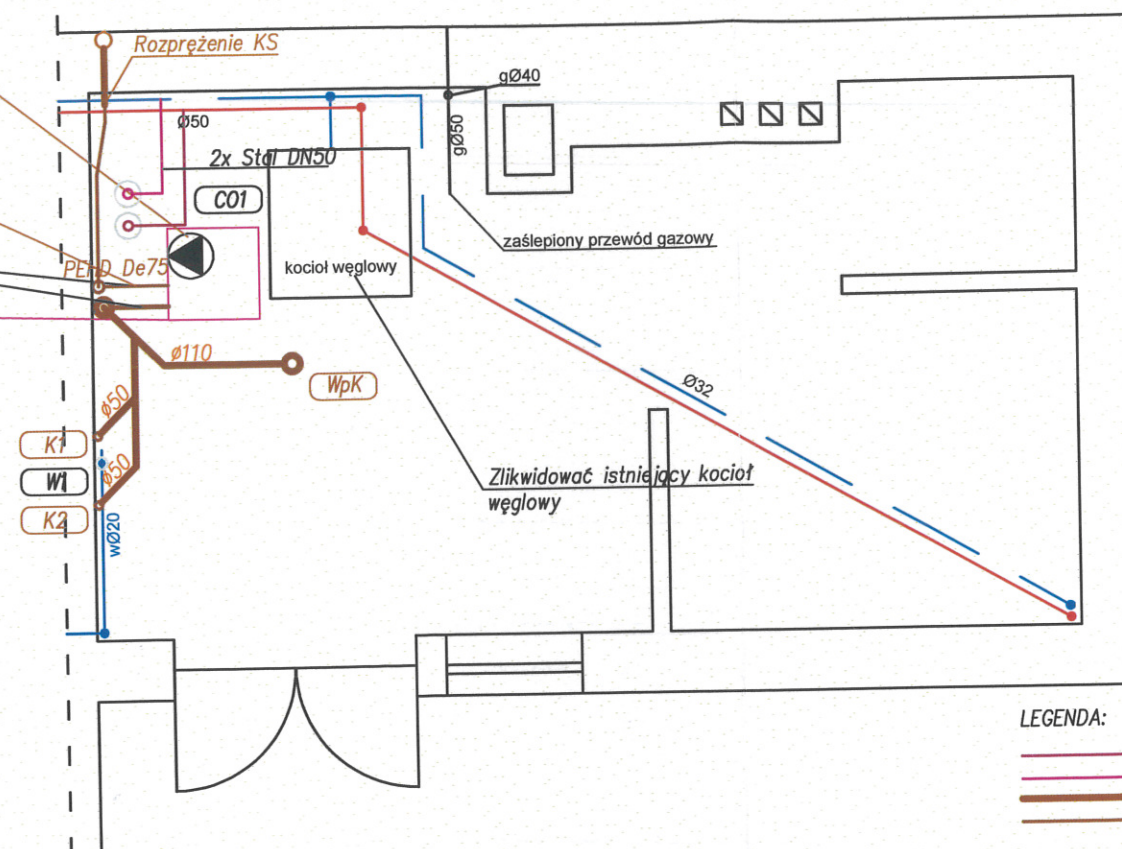 Rozprężenie KS
gØ40
Ø50
gØ50
2x Stal DN50
CO1
zaślepiony przewód gazowy
kocioł węglowy
PEHD De75
ø110
WpK
Ø32
ø50
K1
W1
ø50
K2
wØ20
Zlikwidować istniejący kocioł
węglowy
LEGENDA: